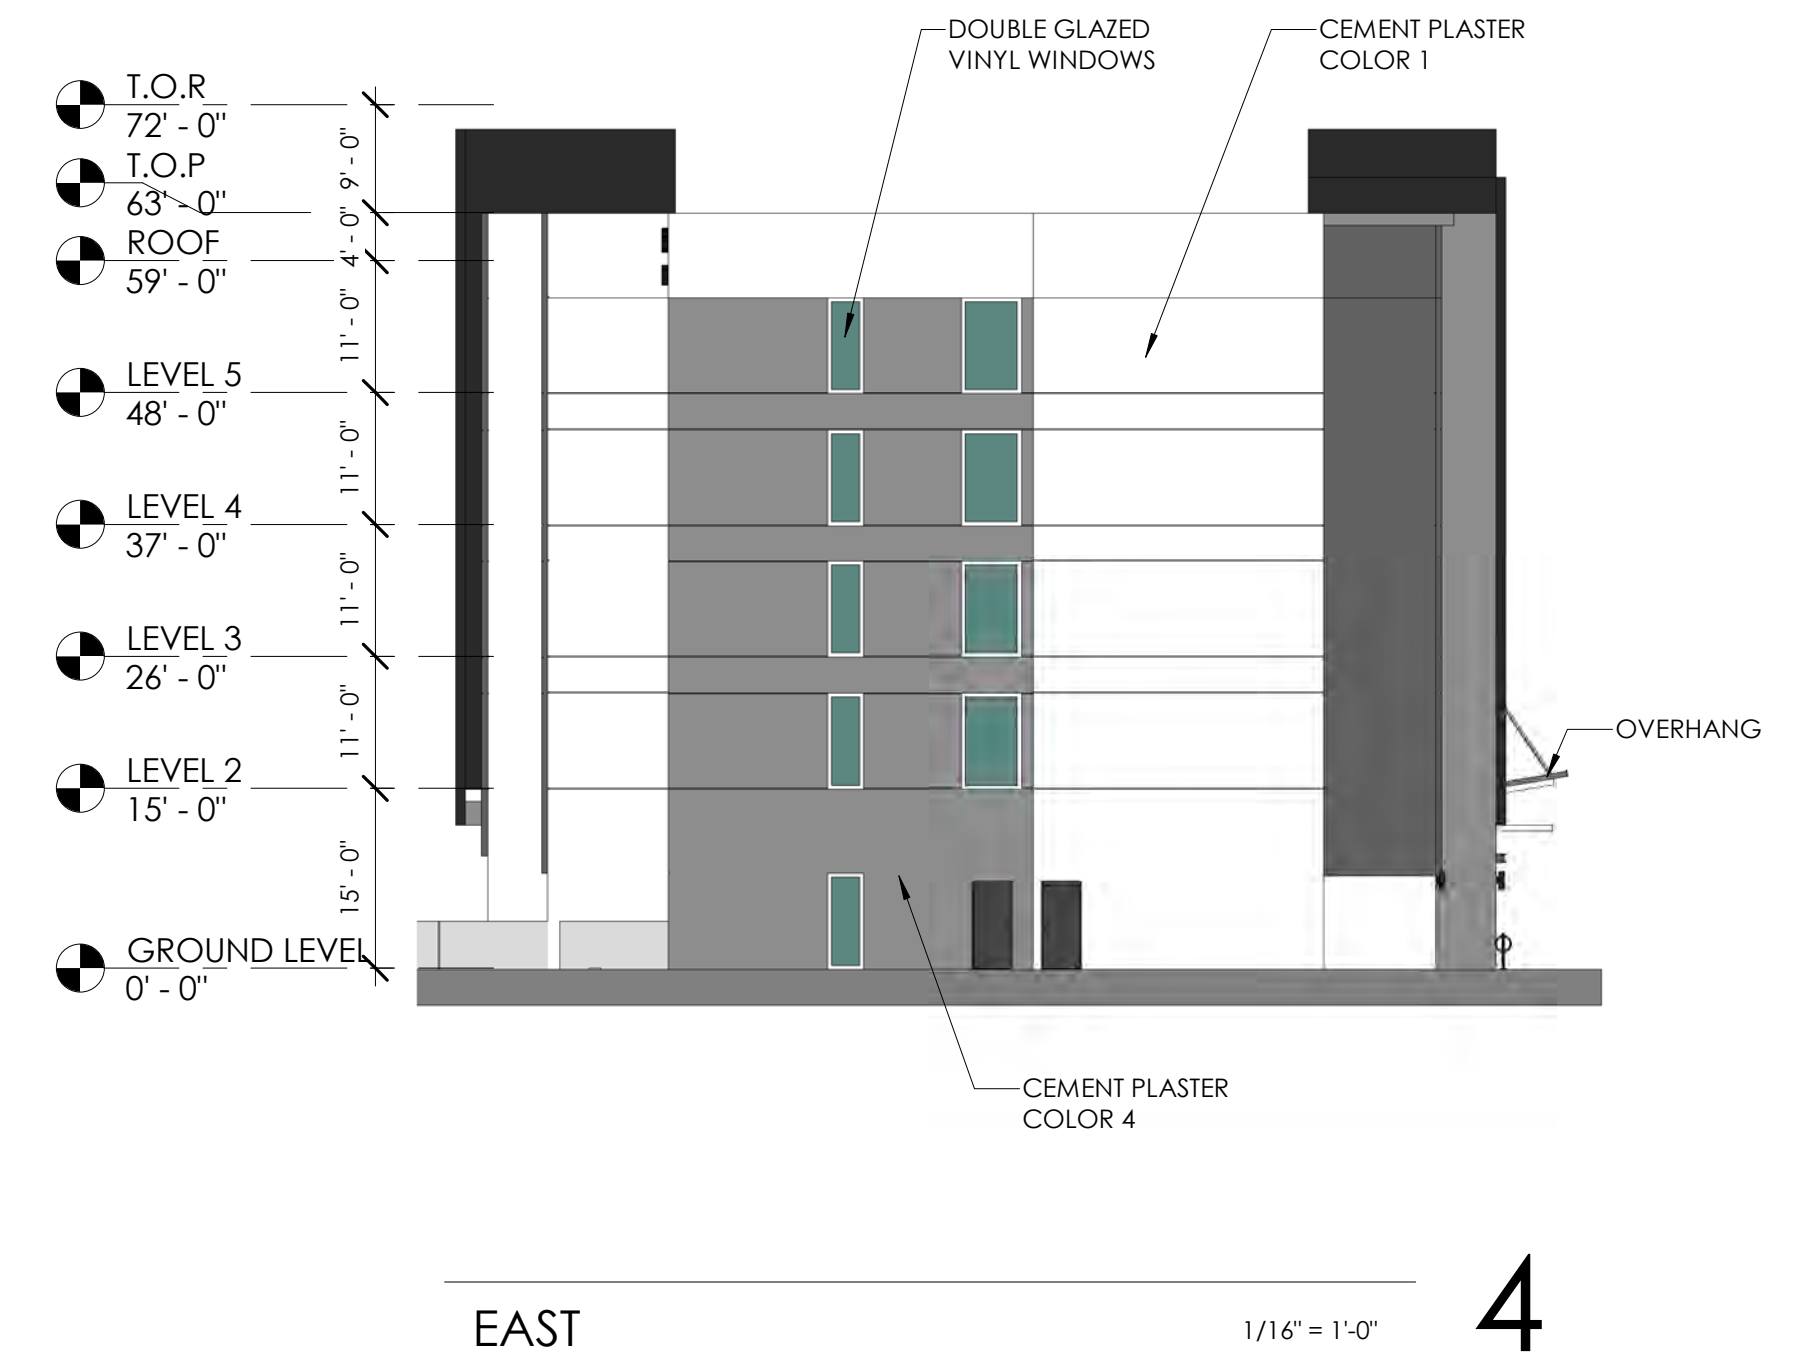 DOUBLE GLAZED
VINYL WINDOWS
CEMENT PLASTER
COLOR 1
T.O.R
72' - 0"
T.O.P
63' - 0"
ROOF
59' - 0"
LEVEL 5
48' - 0"
LEVEL 4
37' - 0"
LEVEL 3
26' - 0"
LEVEL 2
15' - 0"
GROUND LEVEL
0' - 0"
9' - 0"
4' - 0"
11' - 0"
11' - 0"
11' - 0"
11' - 0"
15' - 0"
OVERHANG
CEMENT PLASTER
COLOR 4
EAST
1/16" = 1'-0"
4